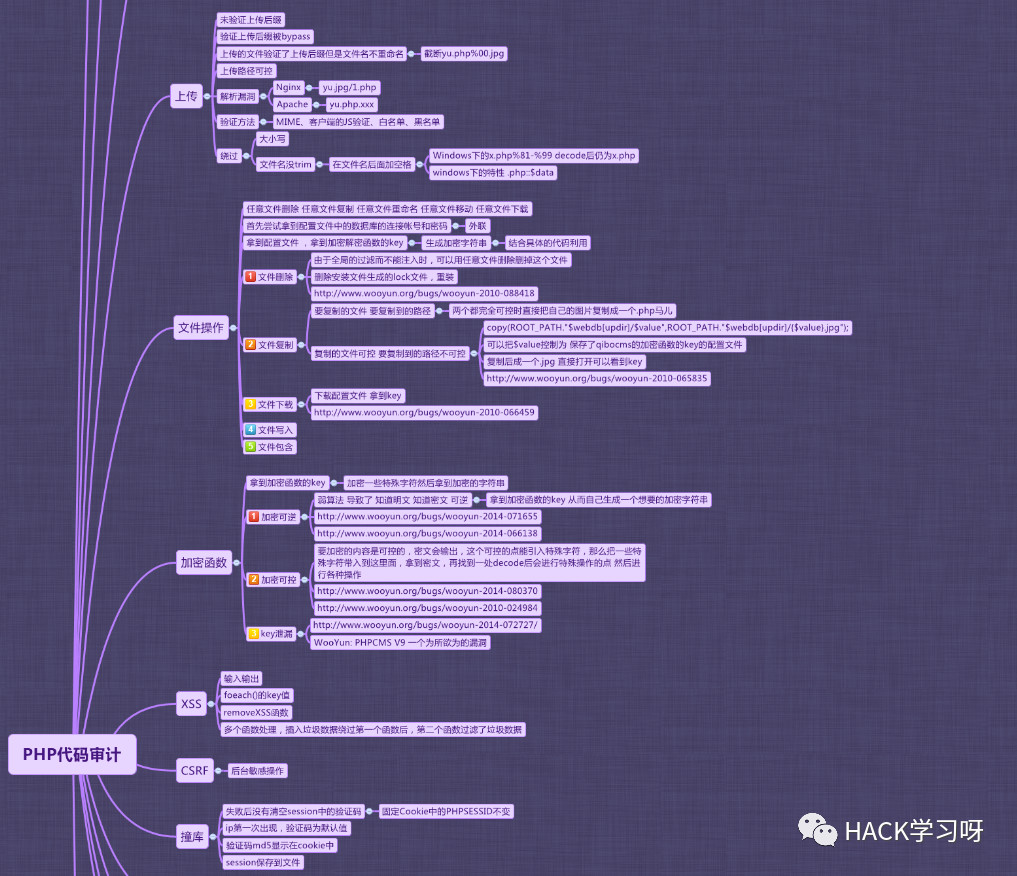 上传
未验证上传后缀
验证上传后缀被bypass
上传的文件验证了上传后缀但是文件名不重命名
截断yu.php%00.jpg
上传路径可控
解析漏洞
Nginx
yu.jpg/1.php
Apache
yu.php.xxx
验证方法
MIME、客户端的JS验证、白名单、黑名单
绕过
大小写
文件名没trim
在文件名后面加空格
Windows下的x.php%81-%99 decode后仍为x.php
windows下的特性 .php::$data
文件操作
任意文件删除 任意文件复制 任意文件重命名 任意文件移动 任意文件下载
首先尝试拿到配置文件中的数据库的连接帐号和密码
外联
拿到配置文件 ，拿到加密解密函数的key
生成加密字符串
结合具体的代码利用
1 文件删除
由于全局的过滤而不能注入时，可以用任意文件删除删掉这个文件
删除安装文件生成的lock文件，重装
http://www.wooyun.org/bugs/wooyun-2010-088418
2 文件复制
要复制的文件 要复制到的路径
两个都完全可控时直接把自己的图片复制成一个.php马儿
复制的文件可控 要复制到的路径不可控
copy(ROOT_PATH."$webdb[updir]/$value",ROOT_PATH."$webdb[updir]/{$value}.jpg");
可以把$value控制为 保存了qibocms的加密函数的key的配置文件
复制后成一个.jpg 直接打开可以看到key
http://www.wooyun.org/bugs/wooyun-2010-065835
3 文件下载
下载配置文件 拿到key
http://www.wooyun.org/bugs/wooyun-2010-066459
4 文件写入
5 文件包含
加密函数
拿到加密函数的key
加密一些特殊字符然后拿到加密的字符串
1 加密可逆
弱算法 导致了 知道明文 知道密文 可逆
拿到加密函数的key 从而自己生成一个想要的加密字符串
http://www.wooyun.org/bugs/wooyun-2014-071655
http://www.wooyun.org/bugs/wooyun-2014-066138
2 加密可控
要加密的内容是可控的，密文会输出，这个可控的点能引入特殊字符，那么把一些特
殊字符带入到这里面，拿到密文，再找到一处decode后会进行特殊操作的点 然后进
行各种操作
http://www.wooyun.org/bugs/wooyun-2014-080370
http://www.wooyun.org/bugs/wooyun-2010-024984
3 key泄漏
http://www.wooyun.org/bugs/wooyun-2014-072727/
WooYun: PHPCMS V9 一个为所欲为的漏洞
XSS
输入输出
foeach()的key值
removeXSS函数
多个函数处理，插入垃圾数据绕过第一个函数后，第二个函数过滤了垃圾数据
PHP代码审计
CSRF
后台敏感操作
撞库
失败后没有清空session中的验证码
固定Cookie中的PHPSESSID不变
ip第一次出现，验证码为默认值
验证码md5显示在cookie中
session保存到文件
HACK学习呀